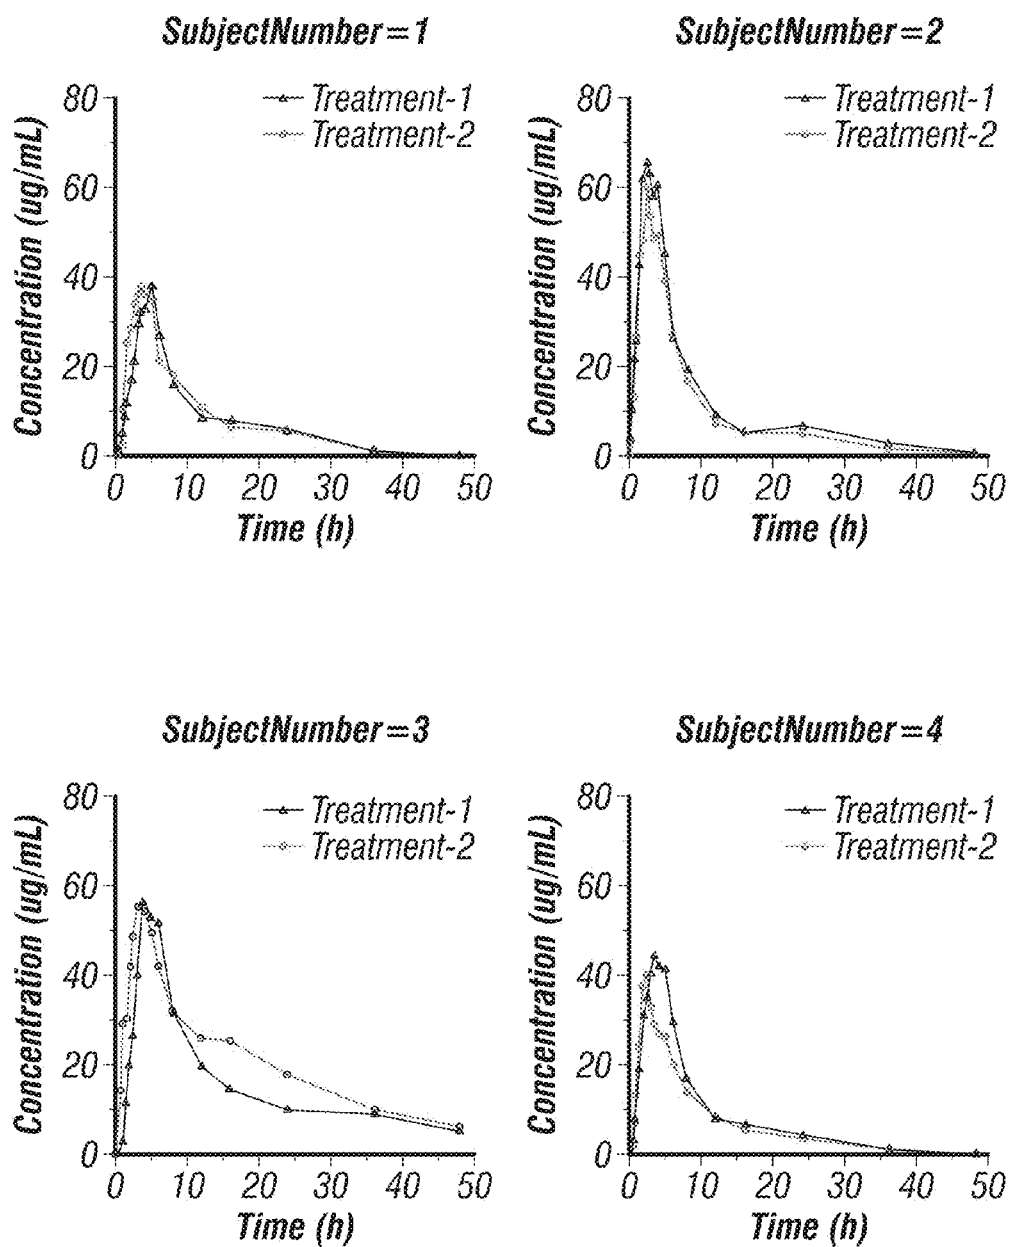 SubjectNumber=1
Treatment-1
Treatment-2
Concentration (ug/mL)
80
60
40
20
0
0 10 20 30 40 50
Time (h)
SubjectNumber=2
Treatment-1
Treatment-2
Concentration (ug/mL)
80
60
40
20
0
0 10 20 30 40 50
Time (h)
SubjectNumber=3
Treatment-1
Treatment-2
Concentration (ug/mL)
80
60
40
20
0
0 10 20 30 40 50
Time (h)
SubjectNumber=4
Treatment-1
Treatment-2
Concentration (ug/mL)
80
60
40
20
0
0 10 20 30 40 50
Time (h)